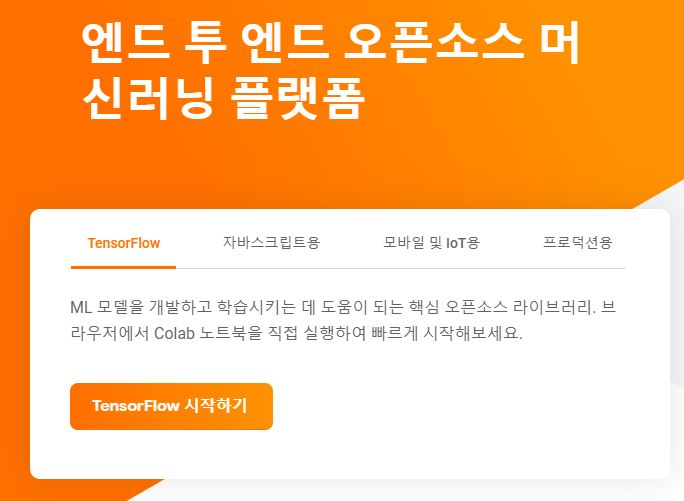 엔드 투 엔드 오픈소스 머
신러닝 플랫폼
TensorFlow 자바스크립트용 모바일 및 IoT용 프로덕션용
ML 모델을 개발하고 학습시키는 데 도움이 되는 핵심 오픈소스 라이브러리. 브
라우저에서 Colab 노트북을 직접 실행하여 빠르게 시작해보세요.
TensorFlow 시작하기